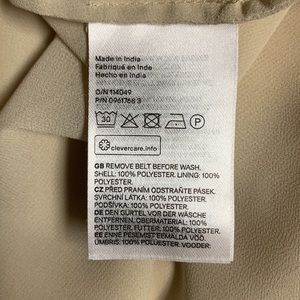 Made in India
Fabriqué en Inde
Hecho en India
O/N 114049
P/N 0961768 3
30
P
clevercare.info
GB REMOVE BELT BEFORE WASH.
SHELL: 100% POLYESTER. LINING: 100%
POLYESTER.
CZ PŘED PRANÍM ODSTRAŇTE PÁSEK.
SVRCHNÍ LÁTKA: 100% POLYESTER.
PODŠÍVKA: 100% POLYESTER
DE DEN GÜRTEL VOR DER WÄSCHE
ENTFERNEN. OBERMATERIAL: 100%
POLYESTER. FUTTER: 100% POLYESTER.
EE ENNE PESEMIST EEMALDA VÖÖ.
ÜMBRIS: 100% POLÜESTER. VOODER: